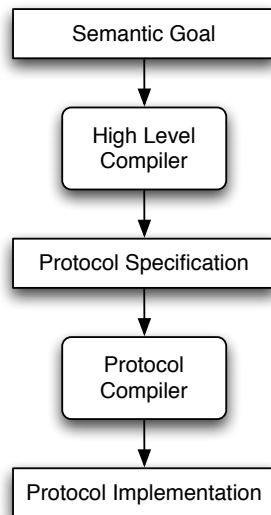 Semantic Goal
High Level
Compiler
Protocol Specification
Protocol
Compiler
Protocol Implementation